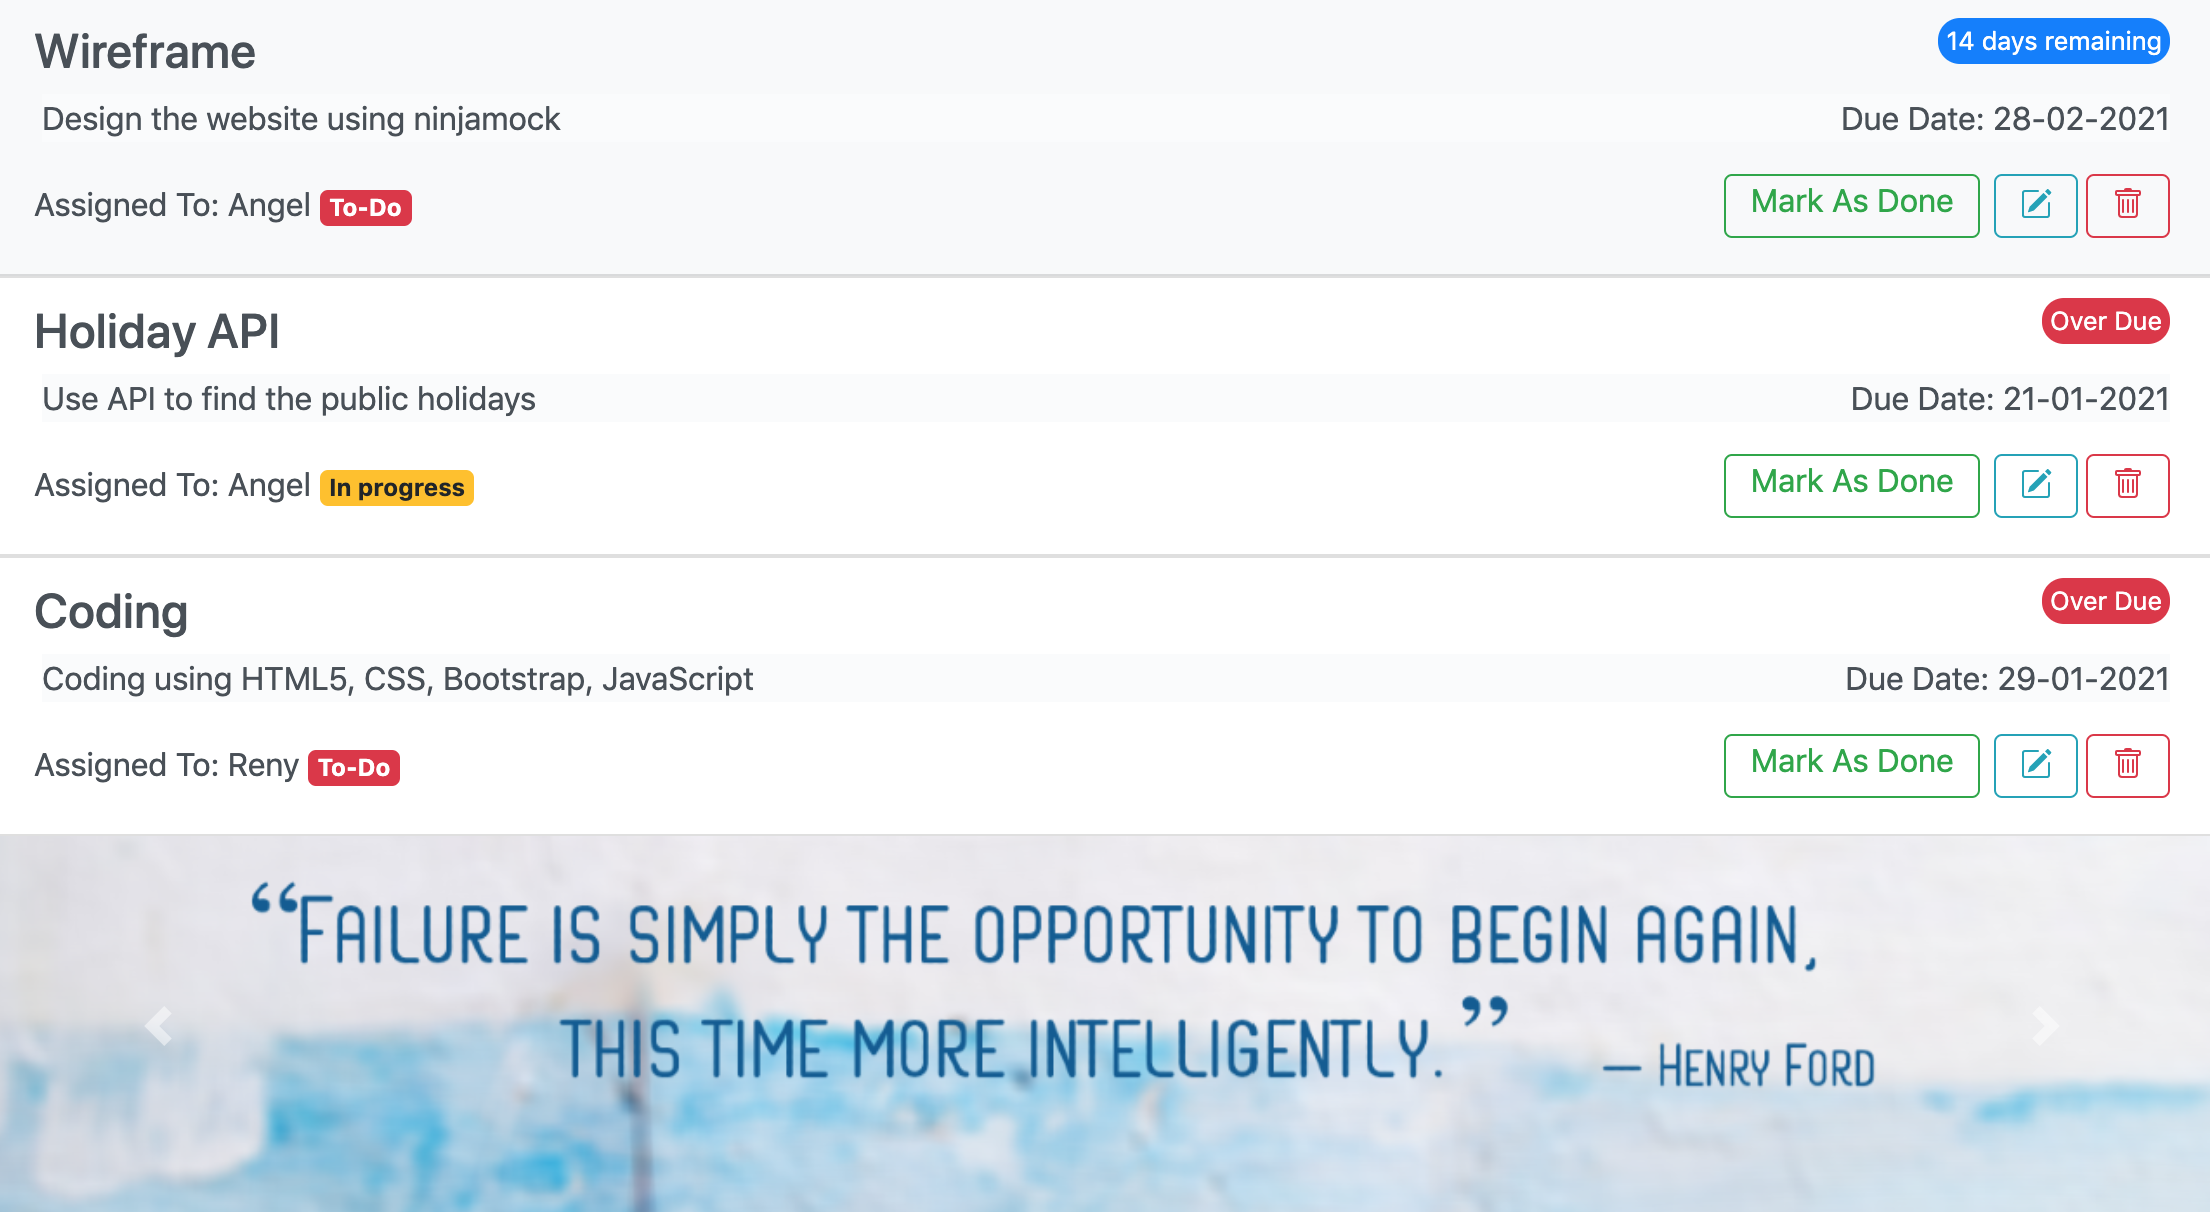 Wireframe
14 days remaining
Design the website using ninjamock
Due Date: 28-02-2021
Assigned To: Angel To-Do
Mark As Done
Holiday API
Over Due
Use API to find the public holidays
Due Date: 21-01-2021
Assigned To: Angel In progress
Mark As Done
Coding
Over Due
Coding using HTML5, CSS, Bootstrap, JavaScript
Due Date: 29-01-2021
Assigned To: Reny To-Do
Mark As Done
“FAILURE IS SIMPLY THE OPPORTUNITY TO BEGIN AGAIN,
THIS TIME MORE INTELLIGENTLY.”
— HENRY FORD